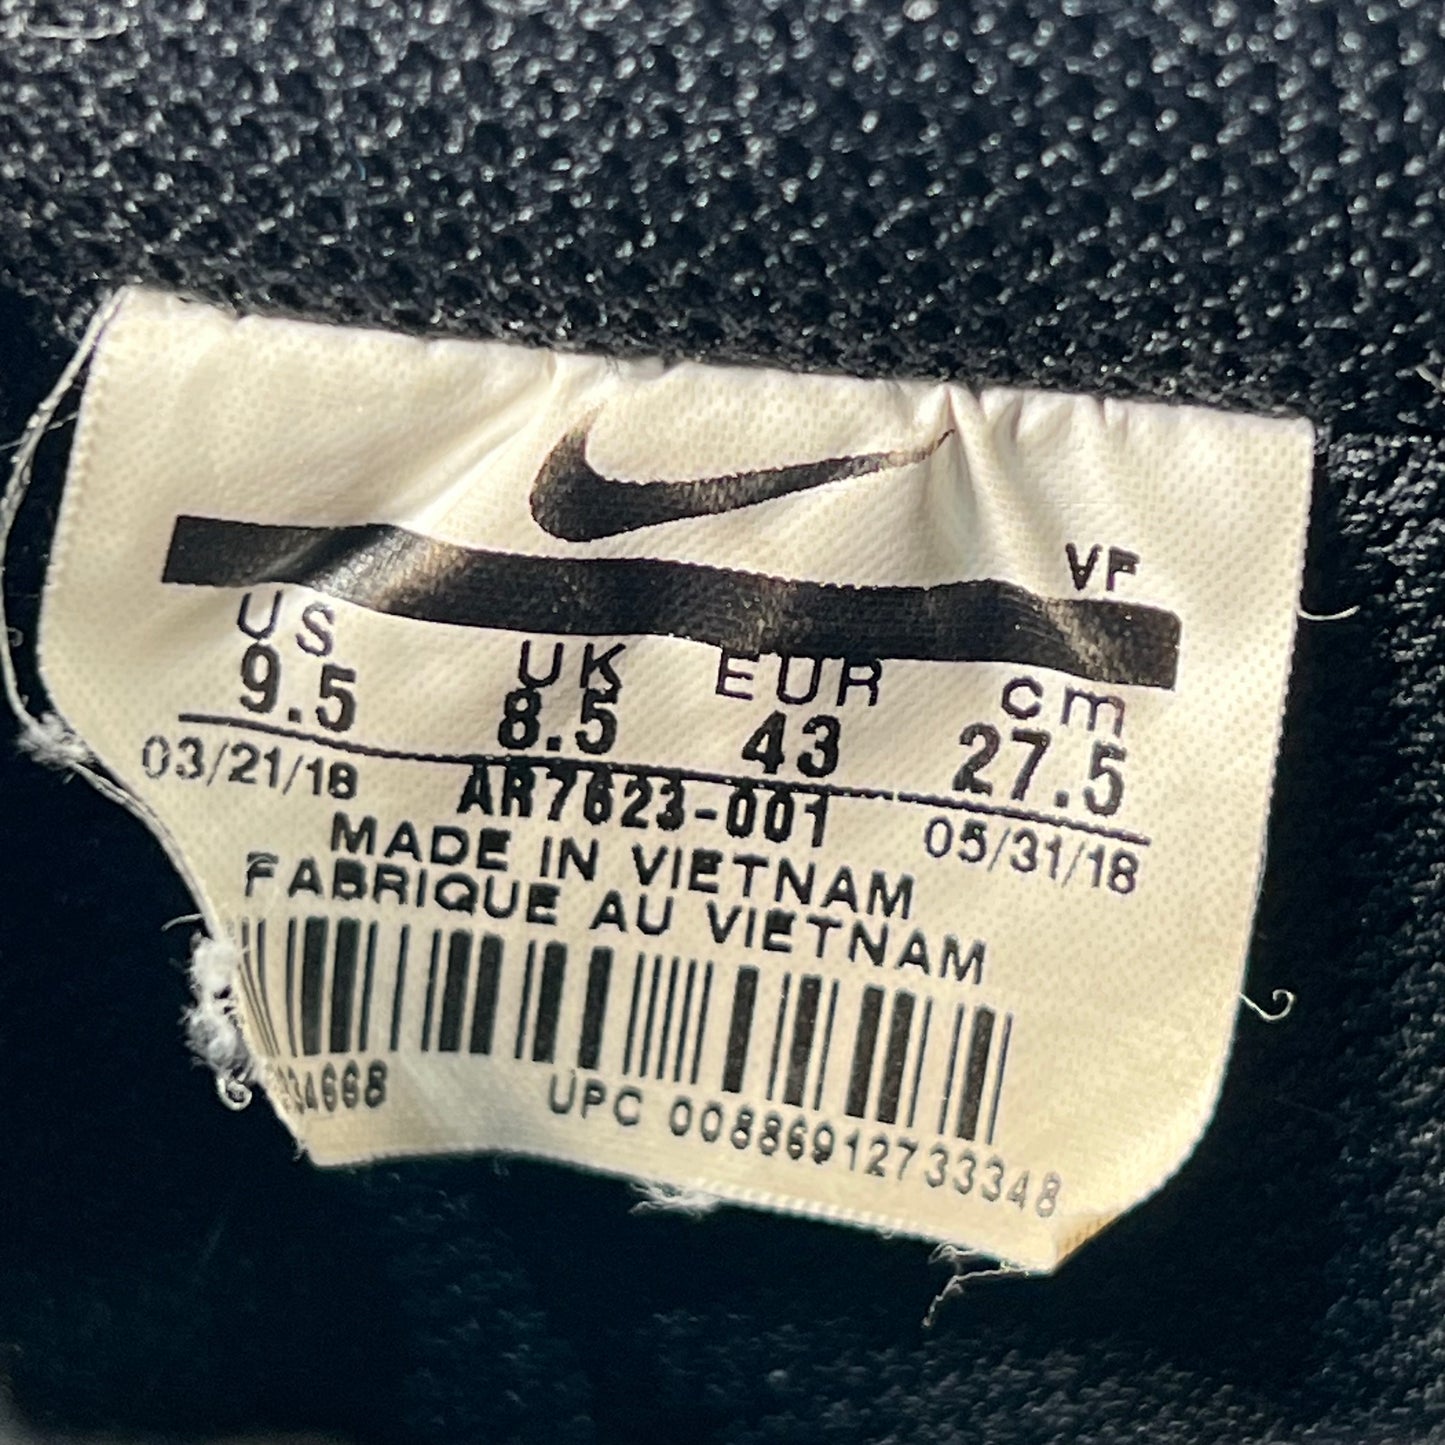 VF
US UK EUR cm
9.5 8.5 43 27.5
03/21/18 AR7623-001 05/31/18
MADE IN VIETNAM
FABRIQUE AU VIETNAM
34668 UPC 00886912733348